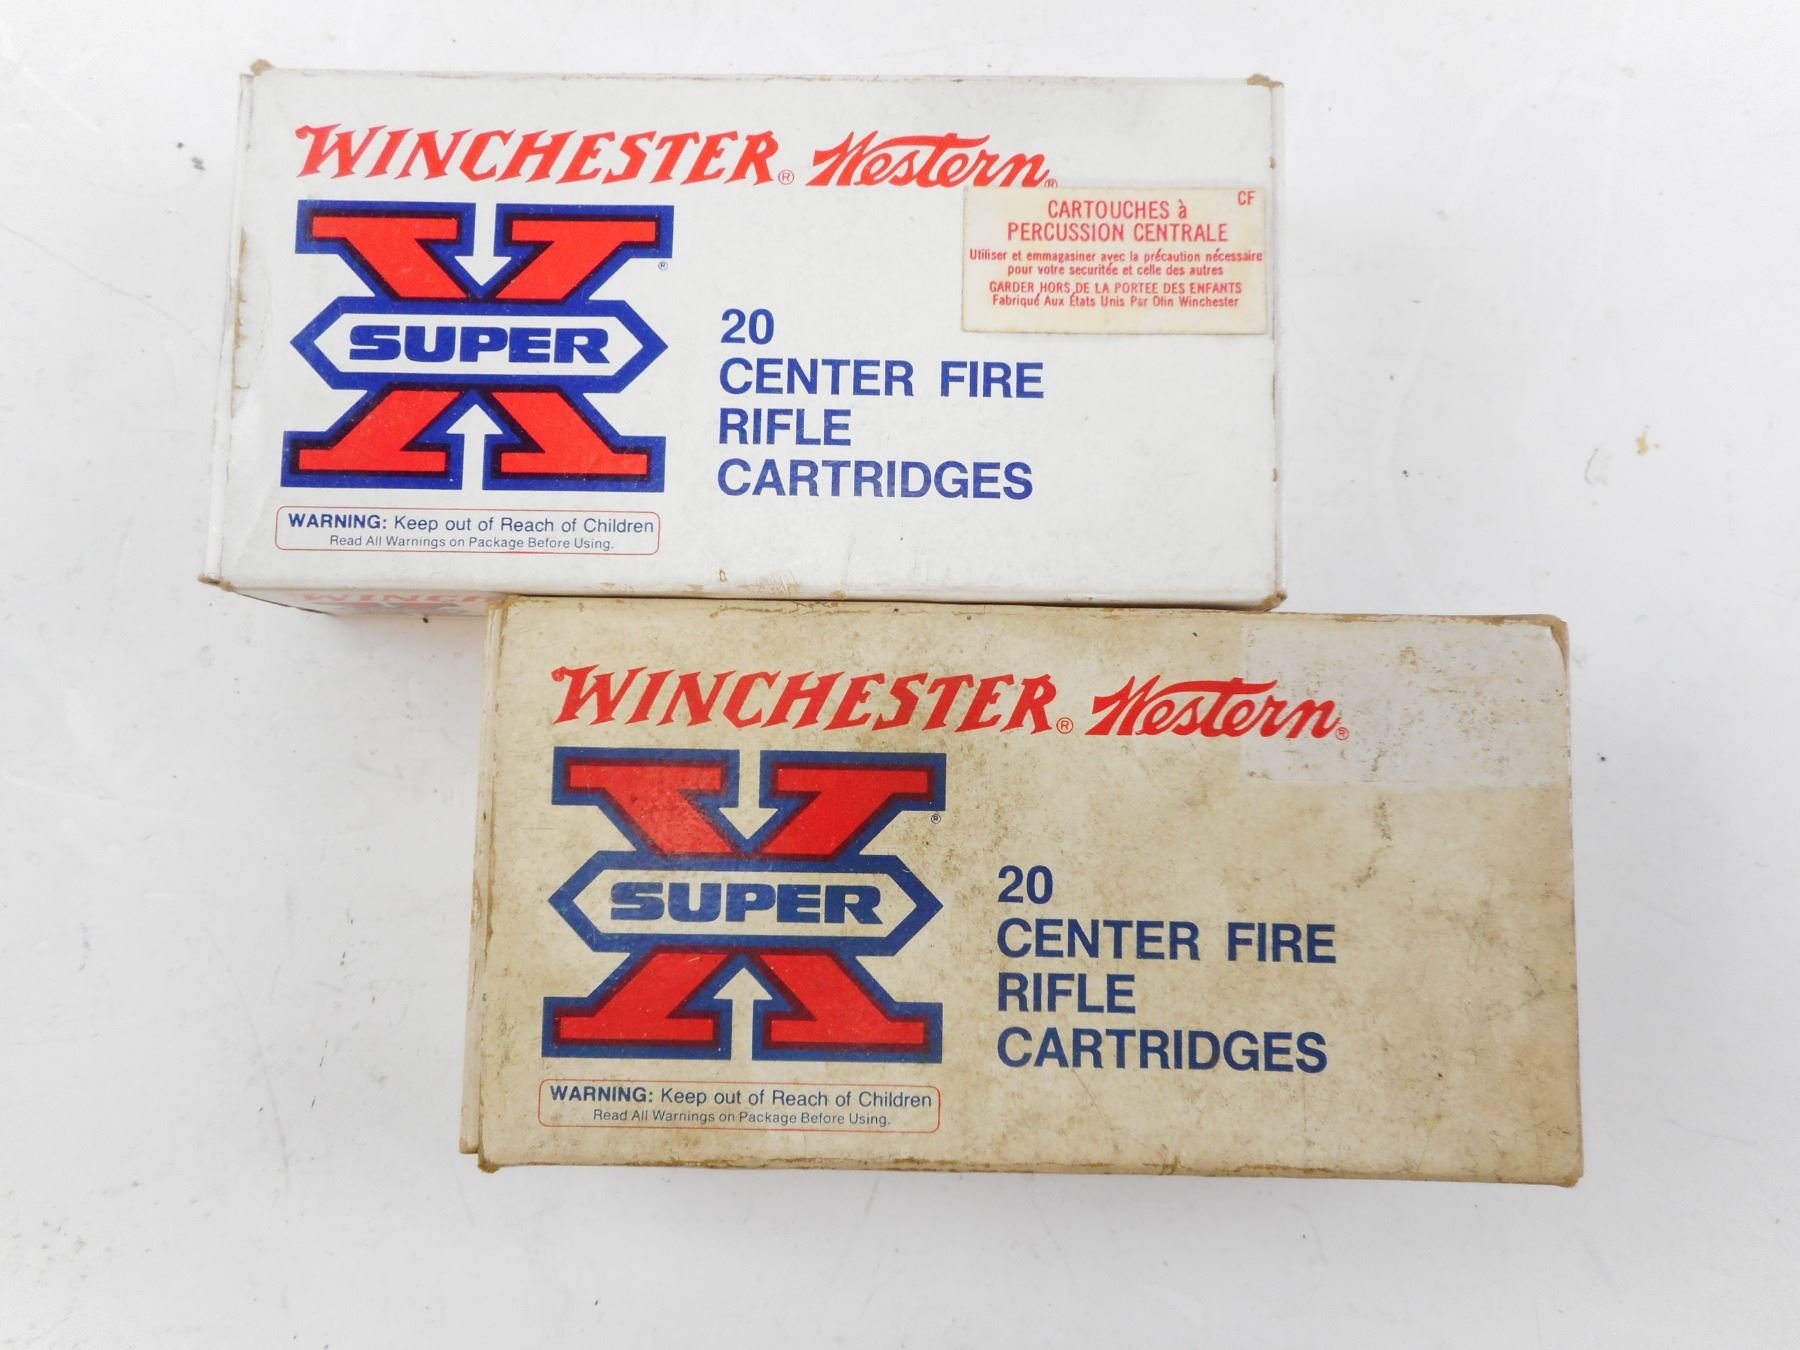 WINCHESTER® Western®
CF
CARTOUCHES à
PERCUSSION CENTRALE
Utiliser et emmagasiner avec la précaution nécessaire
pour votre securitée et celle des autres
GARDER HORS DE LA PORTEE DES ENFANTS
Fabriqué Aux États Unis Par Olin Winchester
SUPER X ®
20
CENTER FIRE
RIFLE
CARTRIDGES
WARNING: Keep out of Reach of Children
Read All Warnings on Package Before Using.
WINCHESTER® Western®
SUPER X ®
20
CENTER FIRE
RIFLE
CARTRIDGES
WARNING: Keep out of Reach of Children
Read All Warnings on Package Before Using.